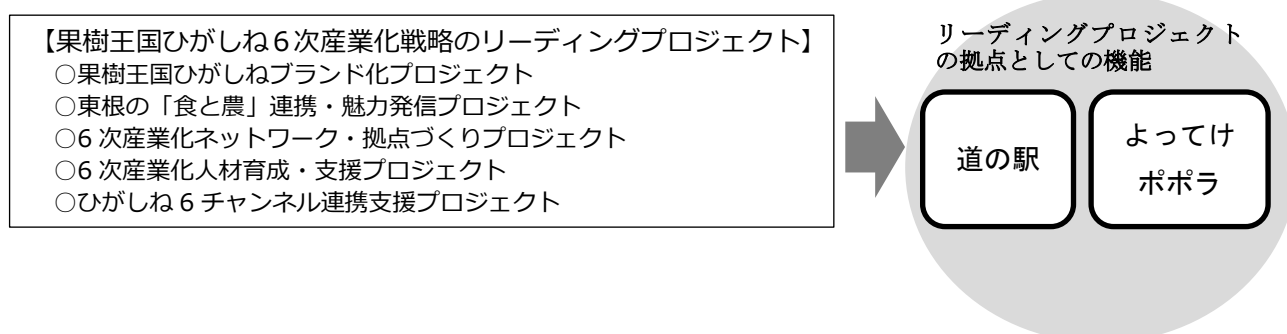 【果樹王国ひがしね６次産業化戦略のリーディングプロジェクト】
○果樹王国ひがしねブランド化プロジェクト
○東根の「食と農」連携・魅力発信プロジェクト
○6 次産業化ネットワーク・拠点づくりプロジェクト
○6 次産業化人材育成・支援プロジェクト
○ひがしね 6 チャンネル連携支援プロジェクト
リーディングプロジェクト
の拠点としての機能
道の駅
よってけ
ポポラ